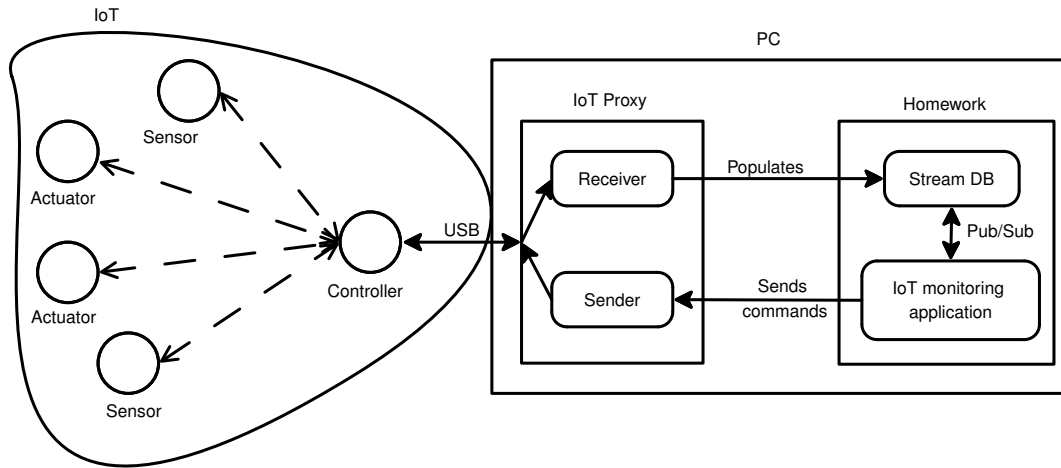 IoT
PC
IoT Proxy
Homework
Sensor
Actuator
Receiver
Populates
Stream DB
USB
Pub/Sub
Controller
Actuator
Sender
Sends
commands
IoT monitoring
application
Sensor